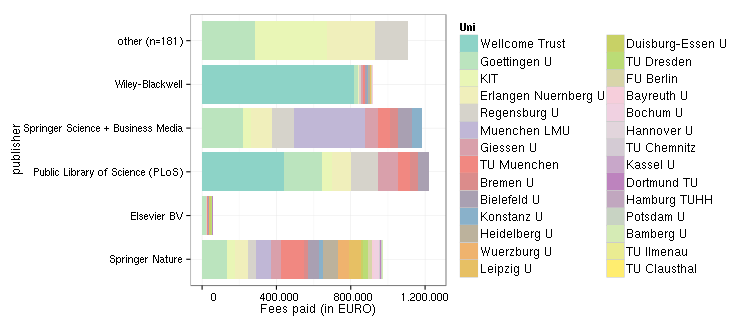 publisher
other (n=181)
Wiley-Blackwell
Springer Science + Business Media
Public Library of Science (PLoS)
Elsevier BV
Springer Nature
0 400.000 800.000 1.200.000
Fees paid (in EURO)
Uni
Wellcome Trust
Goettingen U
KIT
Erlangen Nuernberg U
Regensburg U
Muenchen LMU
Giessen U
TU Muenchen
Bremen U
Bielefeld U
Konstanz U
Heidelberg U
Wuerzburg U
Leipzig U
Duisburg-Essen U
TU Dresden
FU Berlin
Bayreuth U
Bochum U
Hannover U
TU Chemnitz
Kassel U
Dortmund TU
Hamburg TUHH
Potsdam U
Bamberg U
TU Ilmenau
TU Clausthal